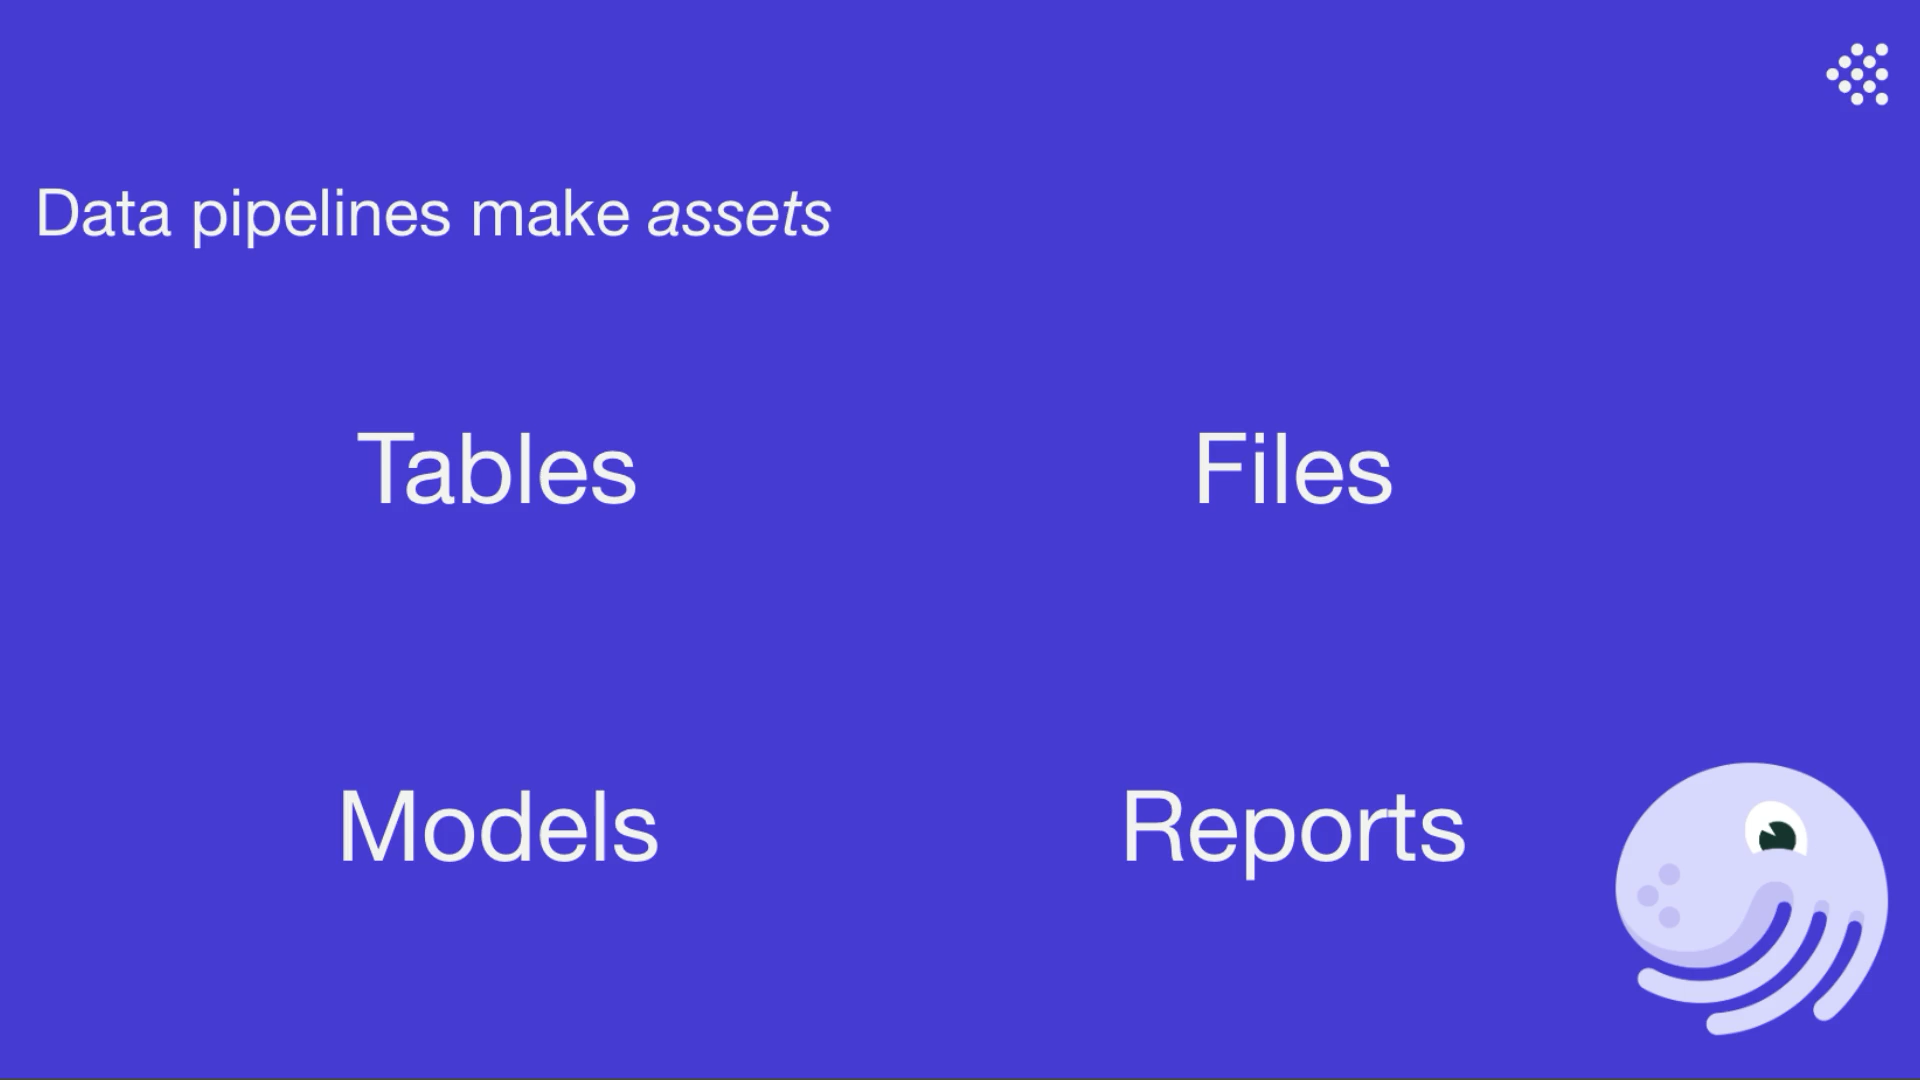 Data pipelines make assets
Tables
Files
Models
Reports